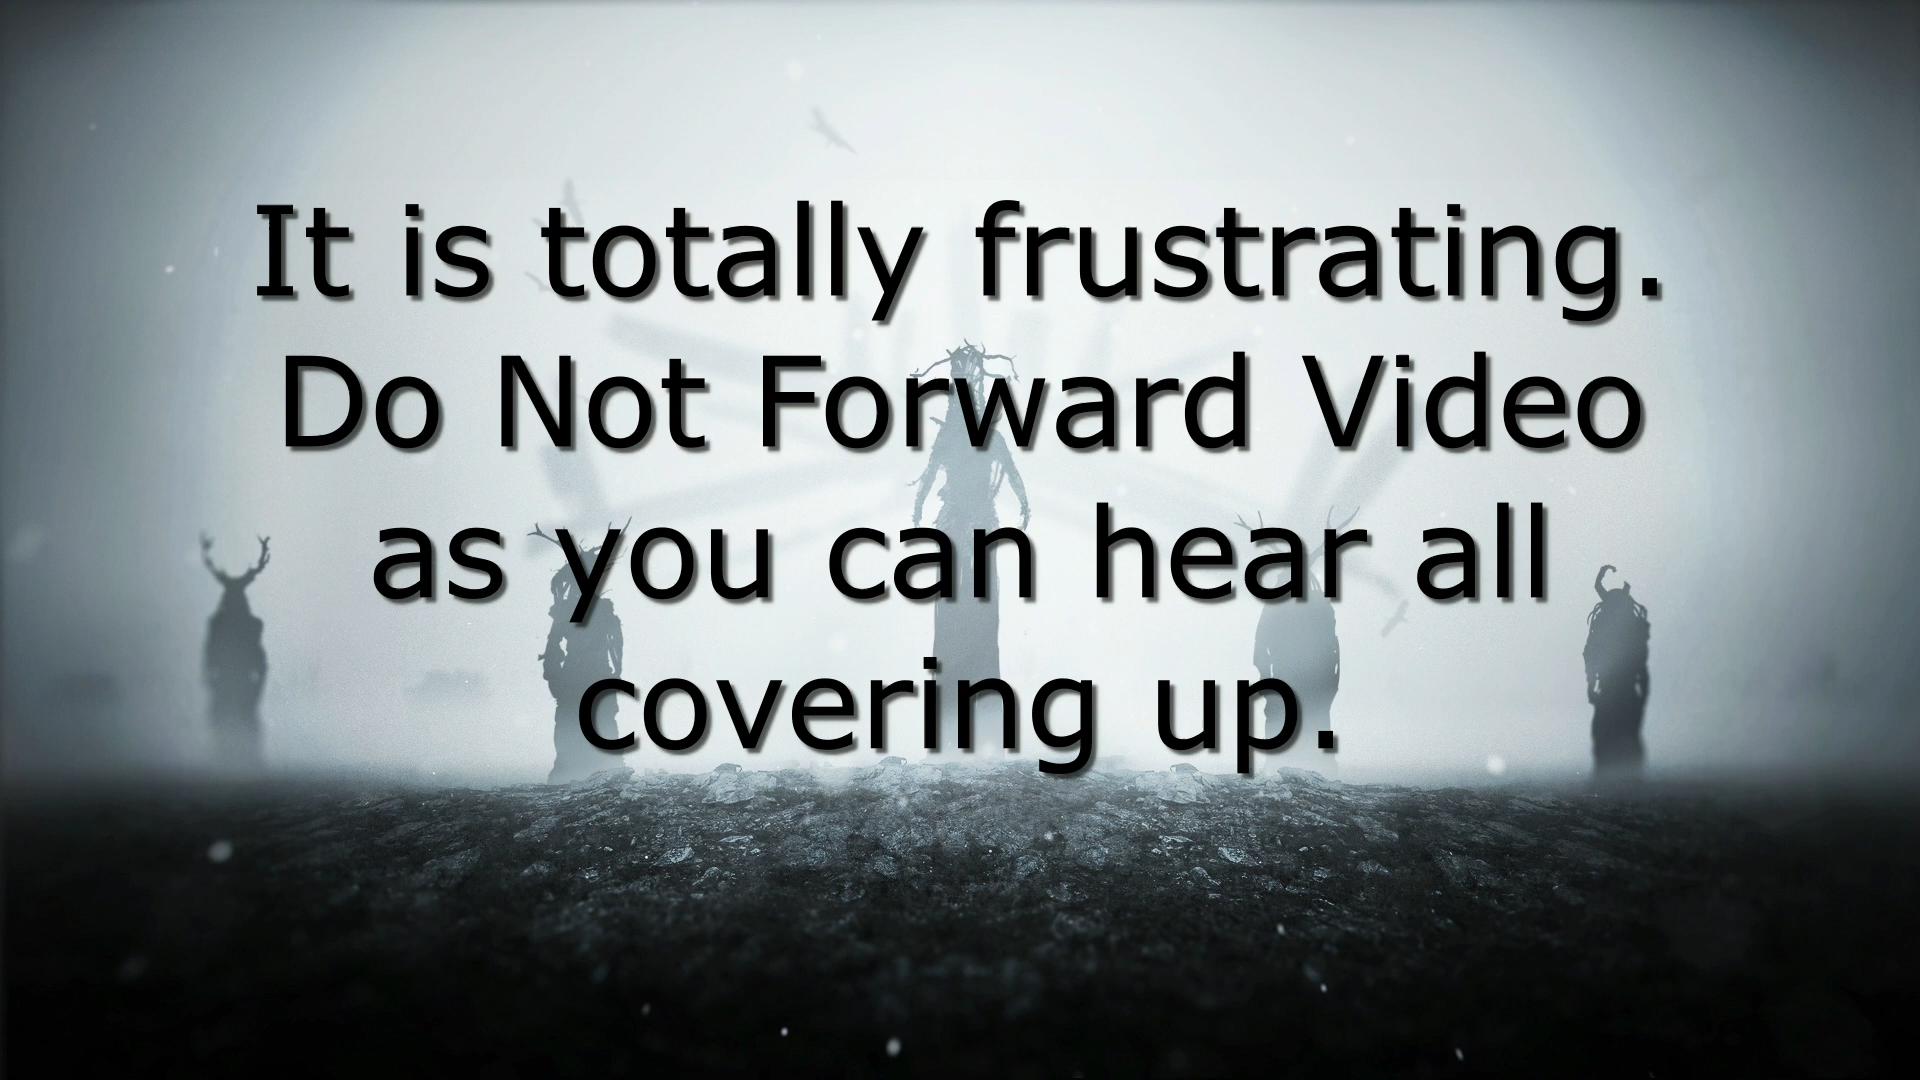 It is totally frustrating.
Do Not Forward Video
as you can hear all
covering up.